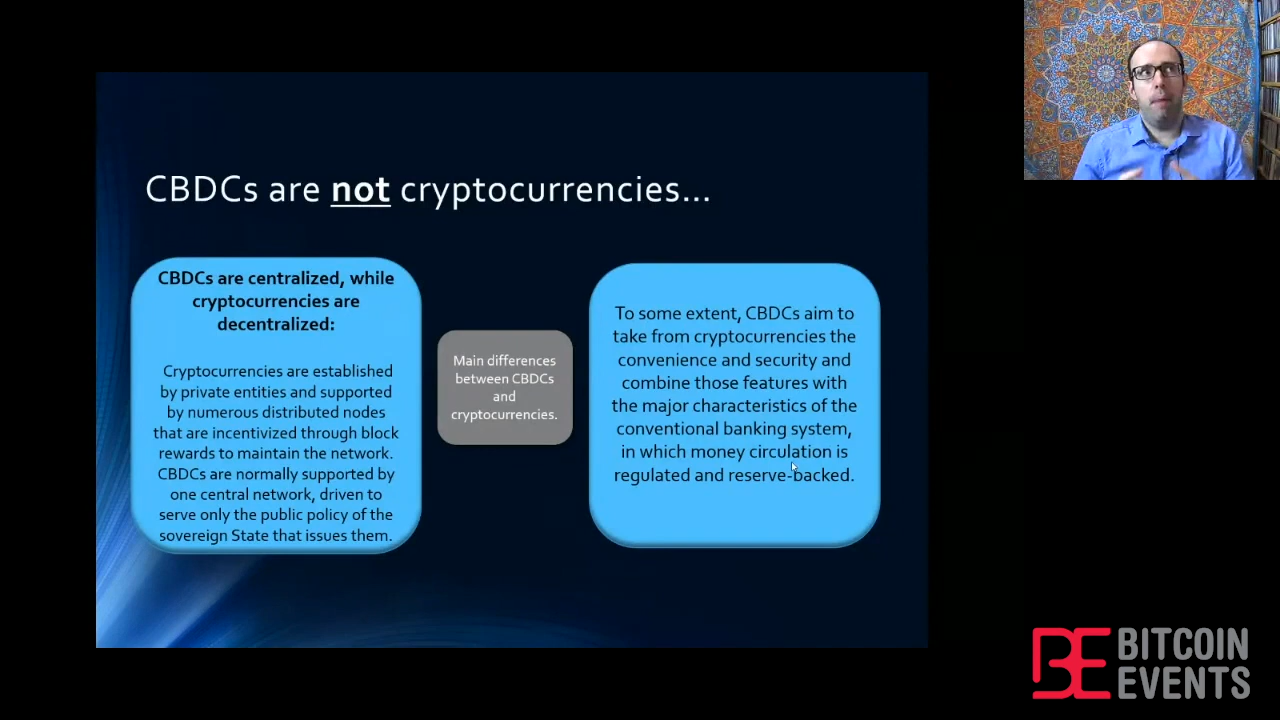 CBDCs are not cryptocurrencies...
CBDCs are centralized, while
cryptocurrencies are
decentralized:
Cryptocurrencies are established
by private entities and supported
by numerous distributed nodes
that are incentivized through block
rewards to maintain the network.
CBDCs are normally supported by
one central network, driven to
serve only the public policy of the
sovereign State that issues them.
Main differences
between CBDCs
and
cryptocurrencies.
To some extent, CBDCs aim to
take from cryptocurrencies the
convenience and security and
combine those features with
the major characteristics of the
conventional banking system,
in which money circulation is
regulated and reserve-backed.
BE BITCOIN
EVENTS